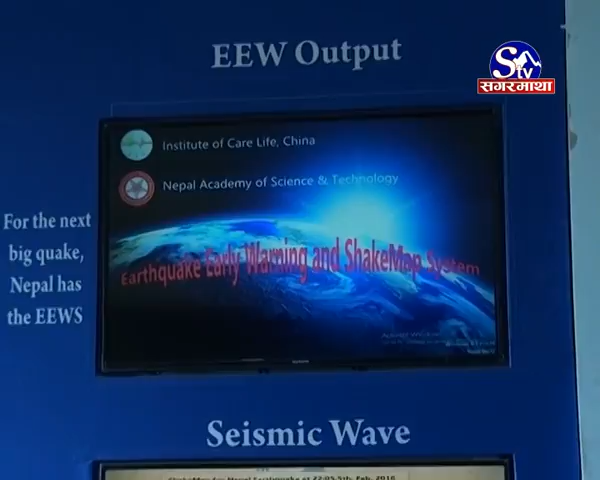 EEW Output
S
tv
सगरमाथा
Institute of Care Life, China
Nepal Academy of Science & Technology
Earthquake Early Warning and ShakeMap System
For the next
big quake,
Nepal has
the EEWS
Seismic Wave